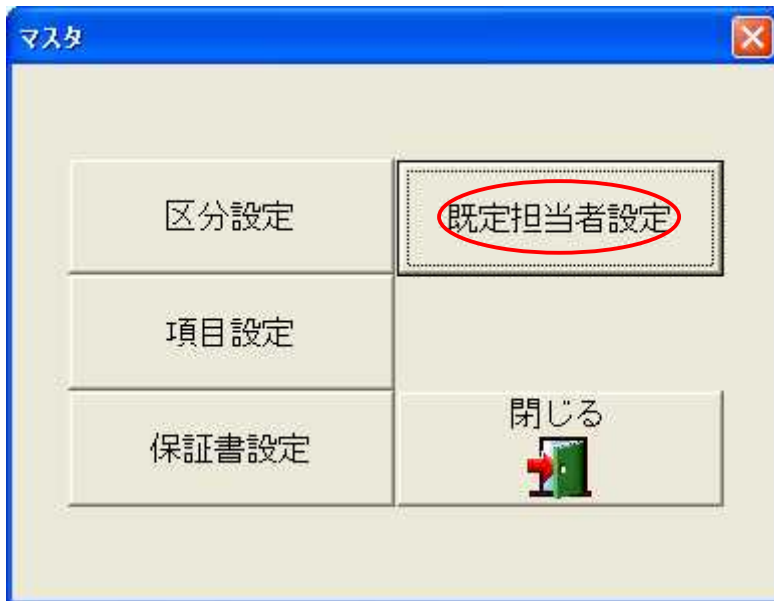 マスタ
区分設定
既定担当者設定
項目設定
保証書設定
閉じる